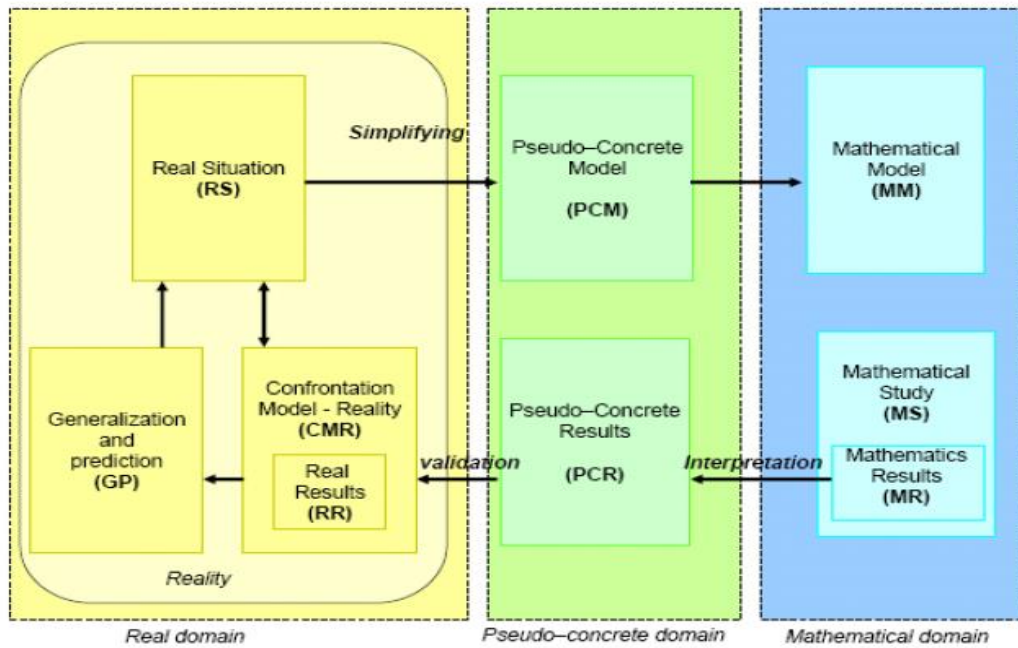 Simplifying
Real Situation
(RS)
Pseudo–Concrete
Model
(PCM)
Mathematical
Model
(MM)
Generalization
and
prediction
(GP)
Confrontation
Model - Reality
(CMR)
Real
Results
(RR)
validation
Pseudo–Concrete
Results
(PCR)
Interpretation
Mathematical
Study
(MS)
Mathematics
Results
(MR)
Reality
Real domain
Pseudo–concrete domain
Mathematical domain